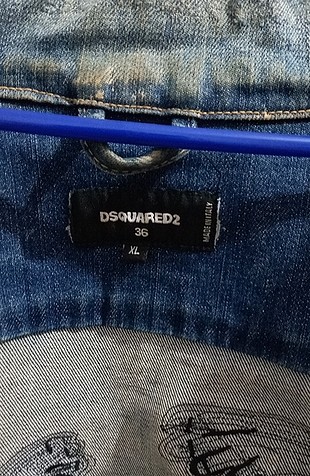 DSQUARED2
36
MADE IN ITALY
XL